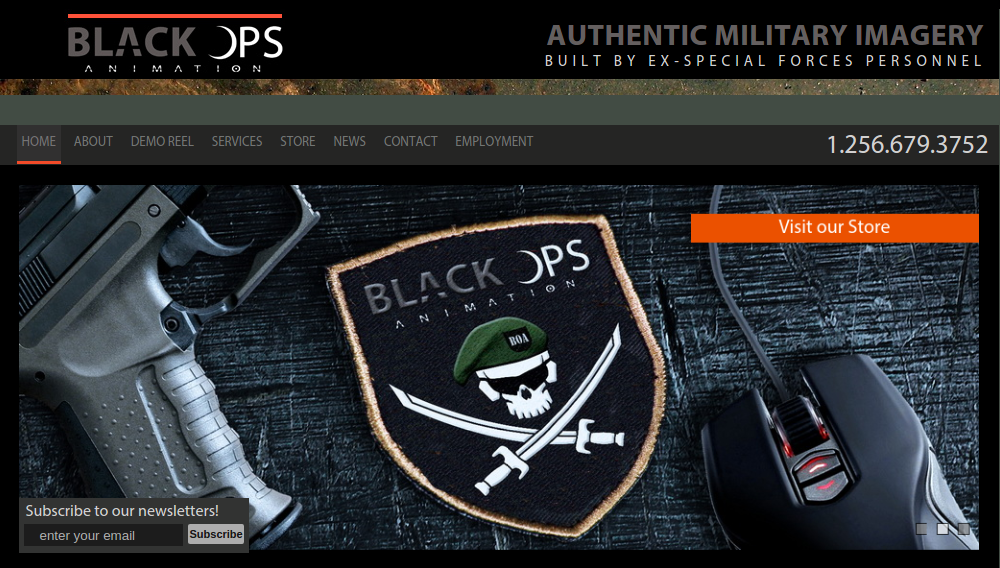 BLACK OPS
ANIMATION
AUTHENTIC MILITARY IMAGERY
BUILT BY EX-SPECIAL FORCES PERSONNEL
HOME ABOUT DEMO REEL SERVICES STORE NEWS CONTACT EMPLOYMENT
1.256.679.3752
Visit our Store
BLACK OPS
ANIMATION
BOA
Subscribe to our newsletters!
enter your email Subscribe